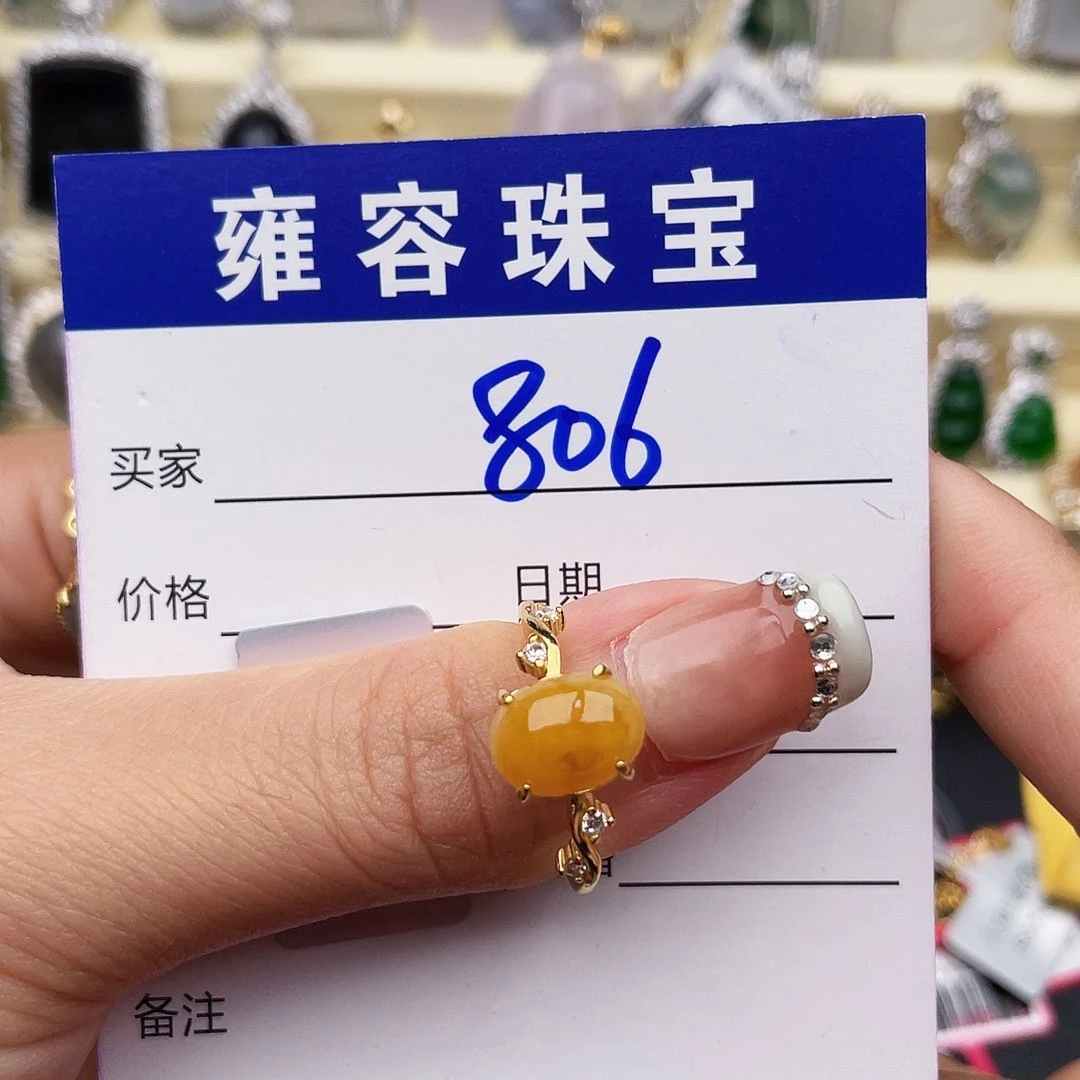 雍容珠宝
买家 806
价格 日期
备注